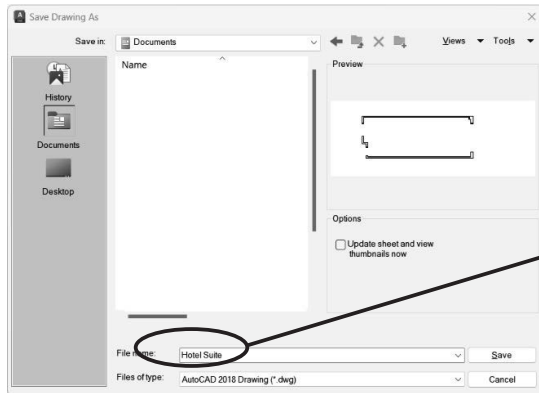 Save Drawing As
Save in: Documents Views Tools
Name Preview
History
Documents
Desktop
Options
Update sheet and view
thumbnails now
File name: Hotel Suite Save
Files of type: AutoCAD 2018 Drawing (*.dwg) Cancel